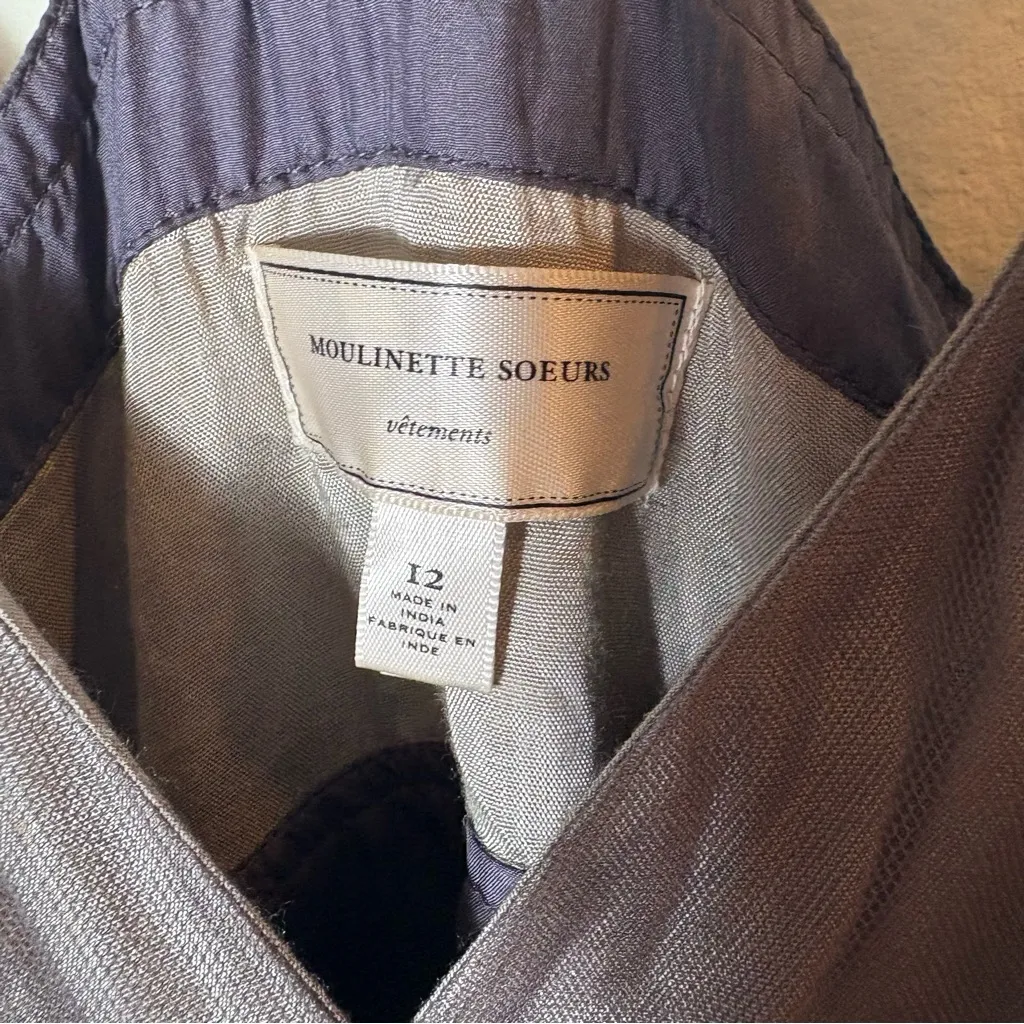 MOULINETTE SOEURS
vêtements
12
MADE IN
INDIA
FABRIQUE EN
INDE